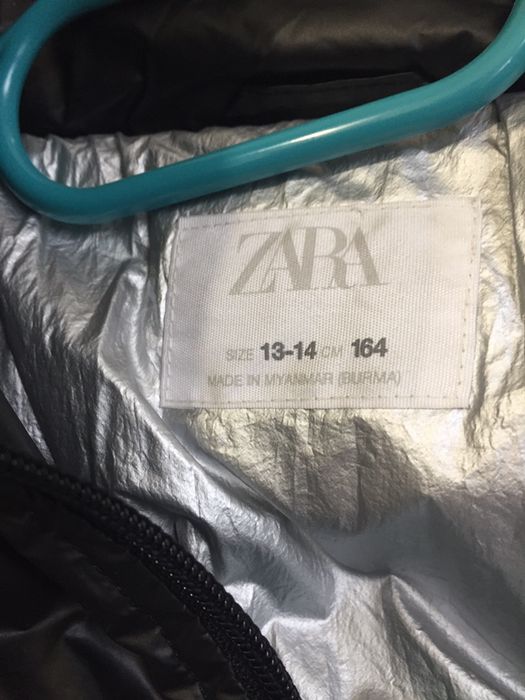 ZARA
SIZE 13-14 CM 164
MADE IN MYANMAR (BURMA)